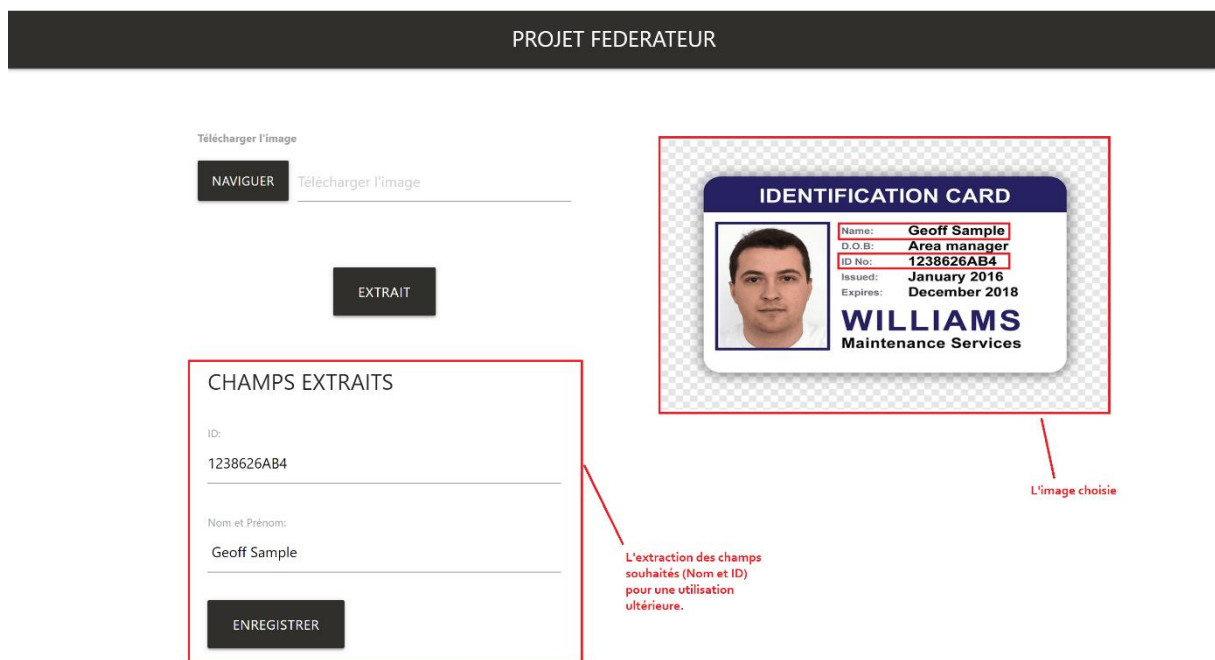 PROJET FEDERATEUR
Télécharger l'image
NAVIGUER
Télécharger l'image
EXTRAIT
CHAMPS EXTRAITS
ID:
1238626AB4
Nom et Prénom:
Geoff Sample
ENREGISTRER
IDENTIFICATION CARD
Name: Geoff Sample
D.O.B: Area manager
ID No: 1238626AB4
Issued: January 2016
Expires: December 2018
WILLIAMS
Maintenance Services
L'image choisie
L'extraction des champs
souhaités (Nom et ID)
pour une utilisation
ultérieure.